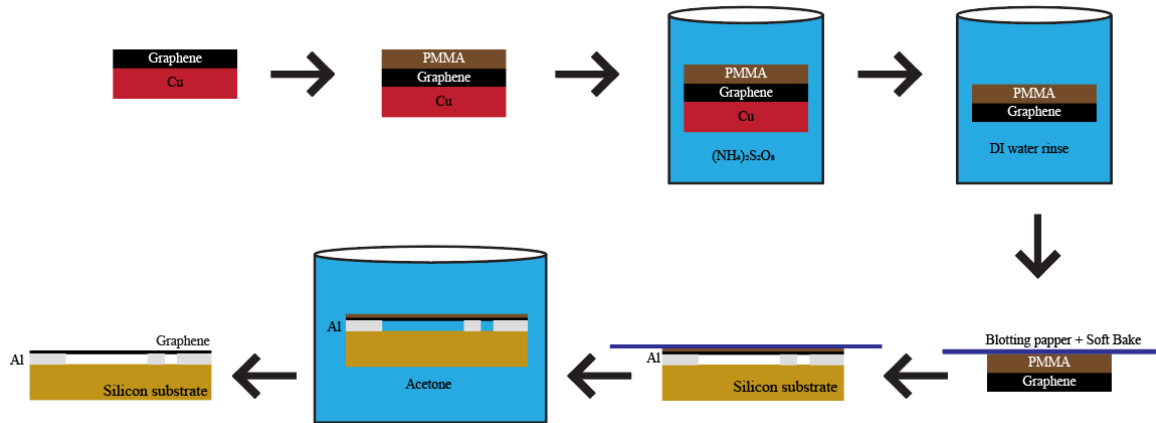 Graphene
Cu
PMMA
Graphene
Cu
PMMA
Graphene
Cu
(NH₄)₂S₂O₈
PMMA
Graphene
DI water rinse
Blotting papper + Soft Bake
PMMA
Graphene
Al
Silicon substrate
Al
Acetone
Graphene
Al
Silicon substrate